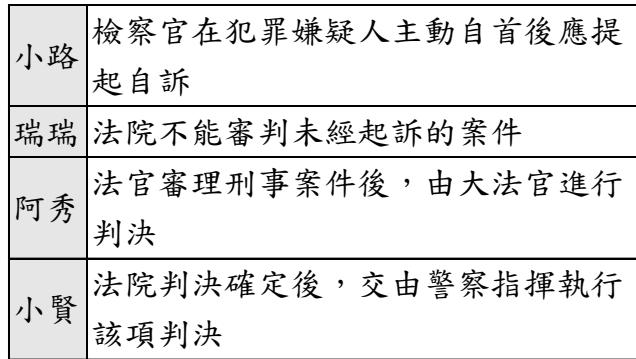 小路
檢察官在犯罪嫌疑人主動自首後應提
起自訴
瑞瑞
法院不能審判未經起訴的案件
阿秀
法官審理刑事案件後，由大法官進行
判決
小賢
法院判決確定後，交由警察指揮執行
該項判決